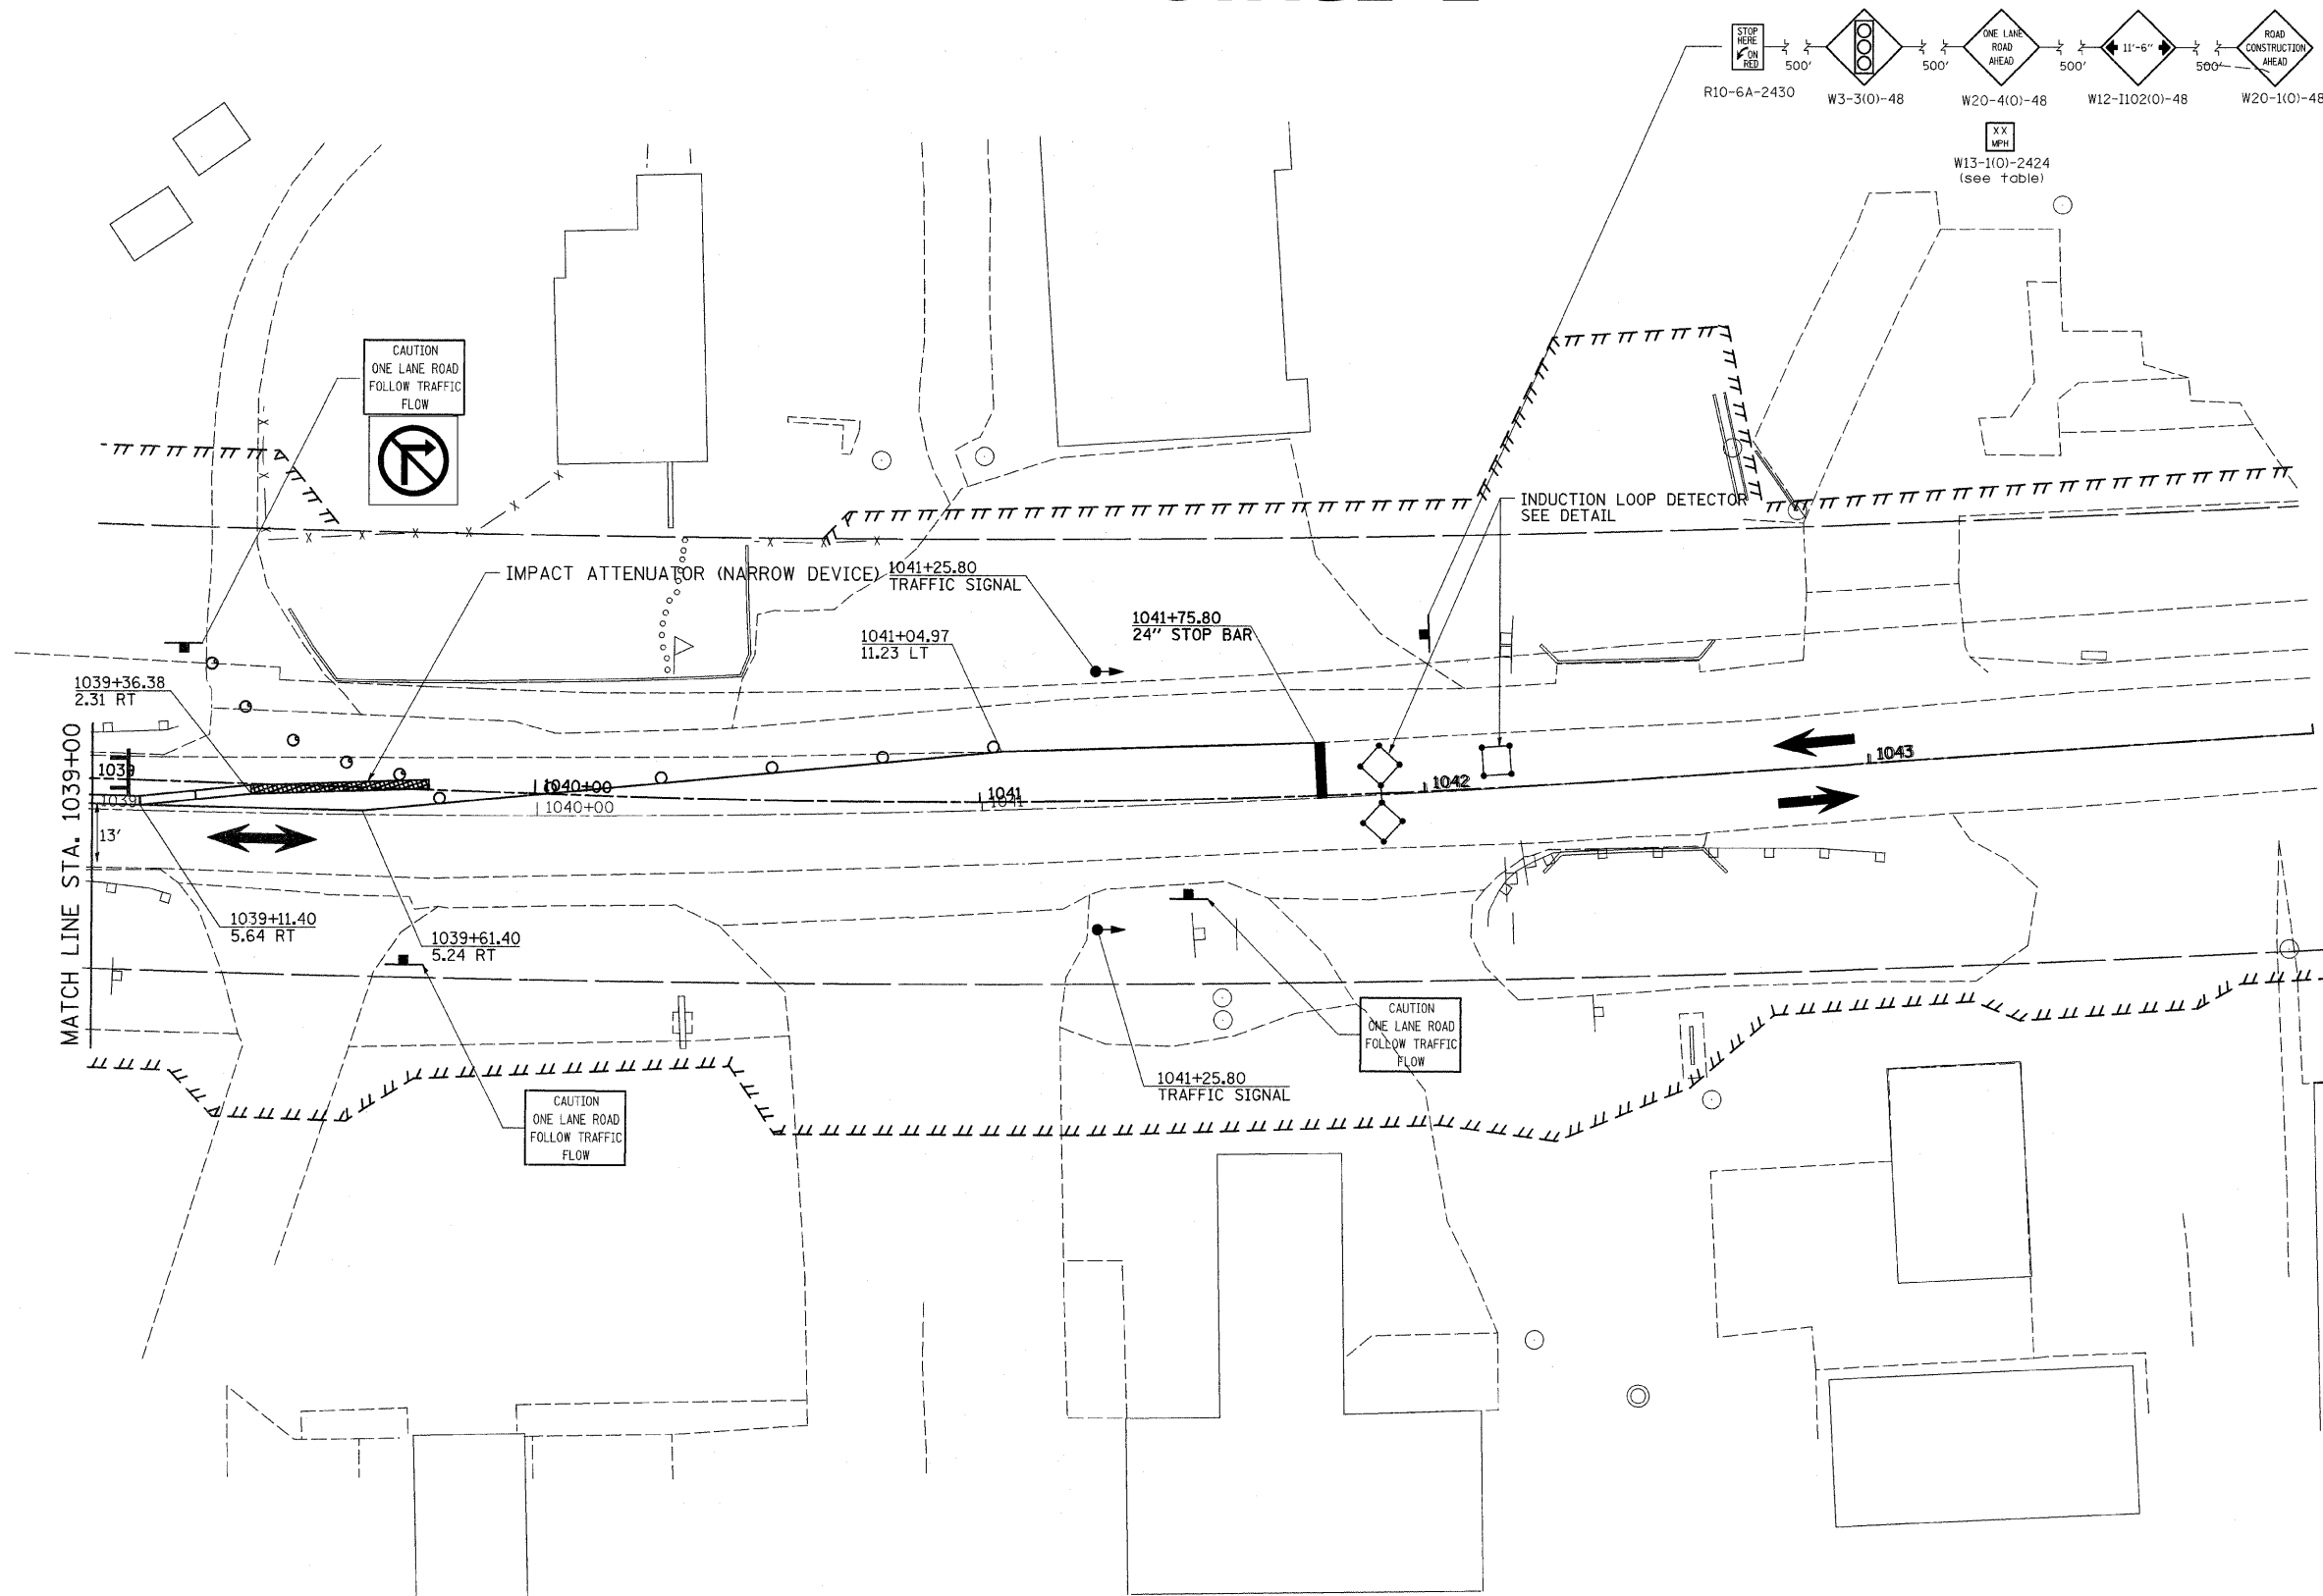 STOP
HERE
ON
RED
500'
500'
ONE LANE
ROAD
AHEAD
500'
11'-6"
500'
ROAD
CONSTRUCTION
AHEAD
R10-6A-2430
W3-3(O)-48
W20-4(O)-48
W12-I102(O)-48
W20-1(O)-48
XX
MPH
W13-1(O)-2424
(see table)
CAUTION
ONE LANE ROAD
FOLLOW TRAFFIC
FLOW
INDUCTION LOOP DETECTOR
SEE DETAIL
IMPACT ATTENUATOR (NARROW DEVICE)
1041+25.80
TRAFFIC SIGNAL
1041+75.80
24" STOP BAR
1041+04.97
11.23 LT
1039+36.38
2.31 RT
MATCH LINE STA. 1039+00
1039
1039
1040+00
1040+00
1041
1041
1042
1043
13'
1039+11.40
5.64 RT
1039+61.40
5.24 RT
CAUTION
ONE LANE ROAD
FOLLOW TRAFFIC
FLOW
1041+25.80
TRAFFIC SIGNAL
CAUTION
ONE LANE ROAD
FOLLOW TRAFFIC
FLOW